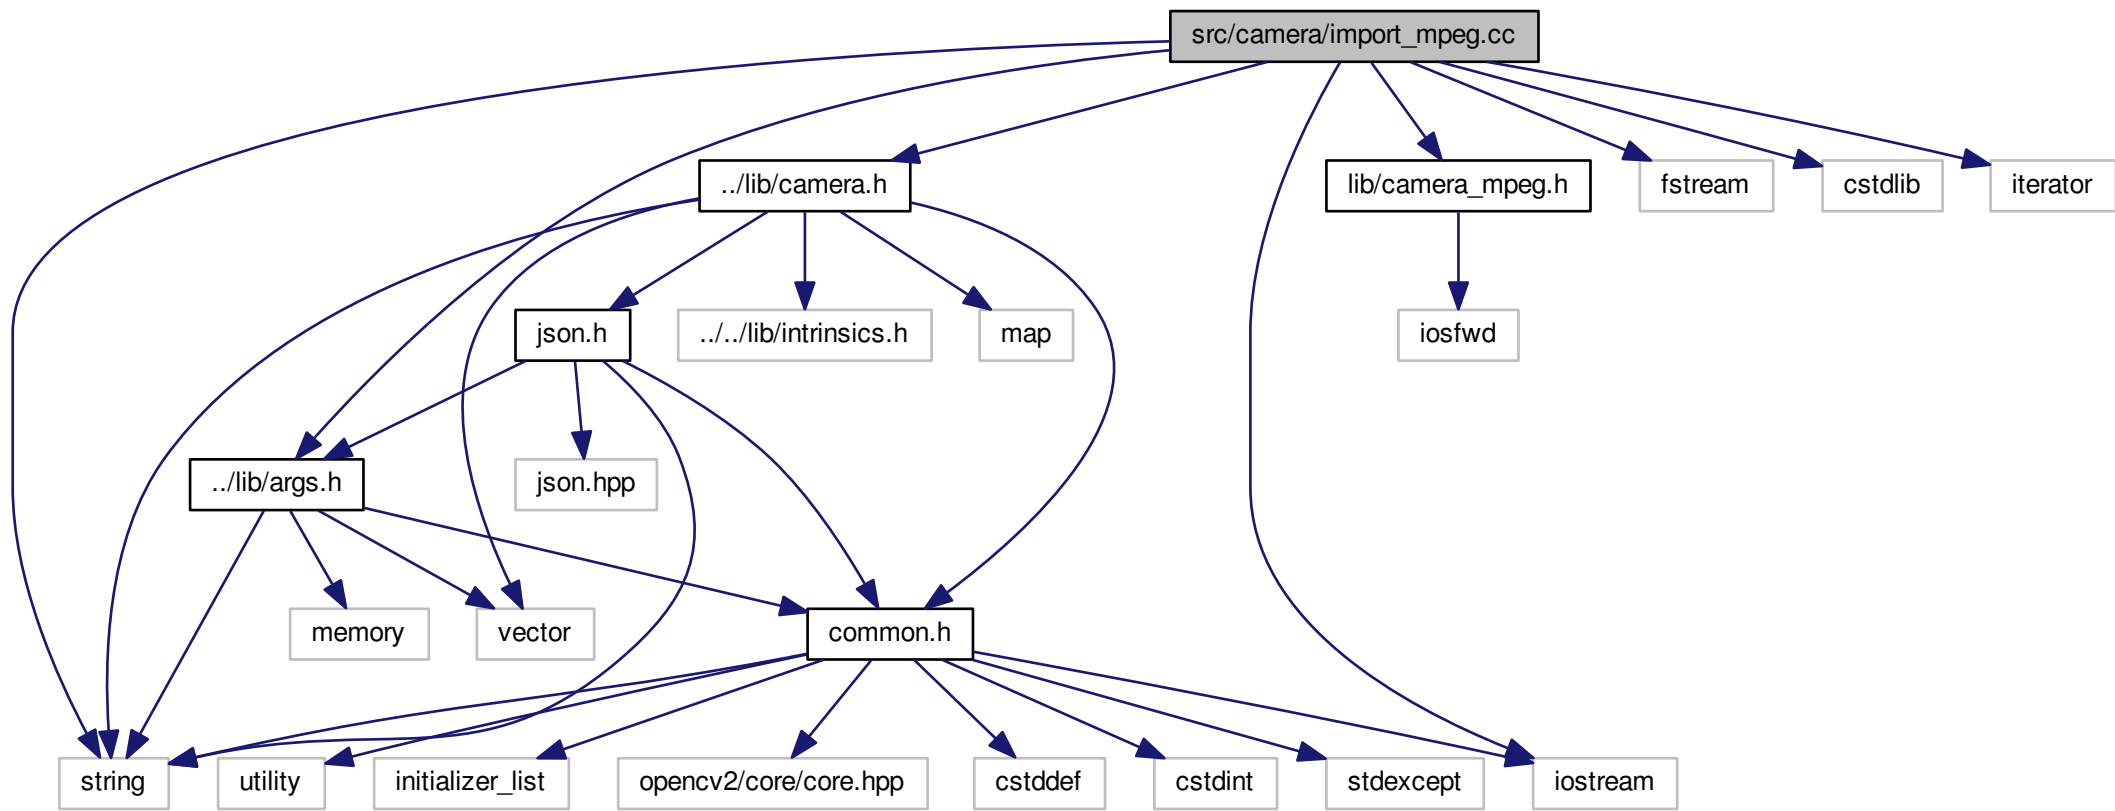 src/camera/import_mpeg.cc
../lib/camera.h
lib/camera_mpeg.h
fstream
cstdlib
iterator
json.h
../../lib/intrinsics.h
map
iosfwd
../lib/args.h
json.hpp
memory
vector
common.h
string
utility
initializer_list
opencv2/core/core.hpp
cstddef
cstdint
stdexcept
iostream